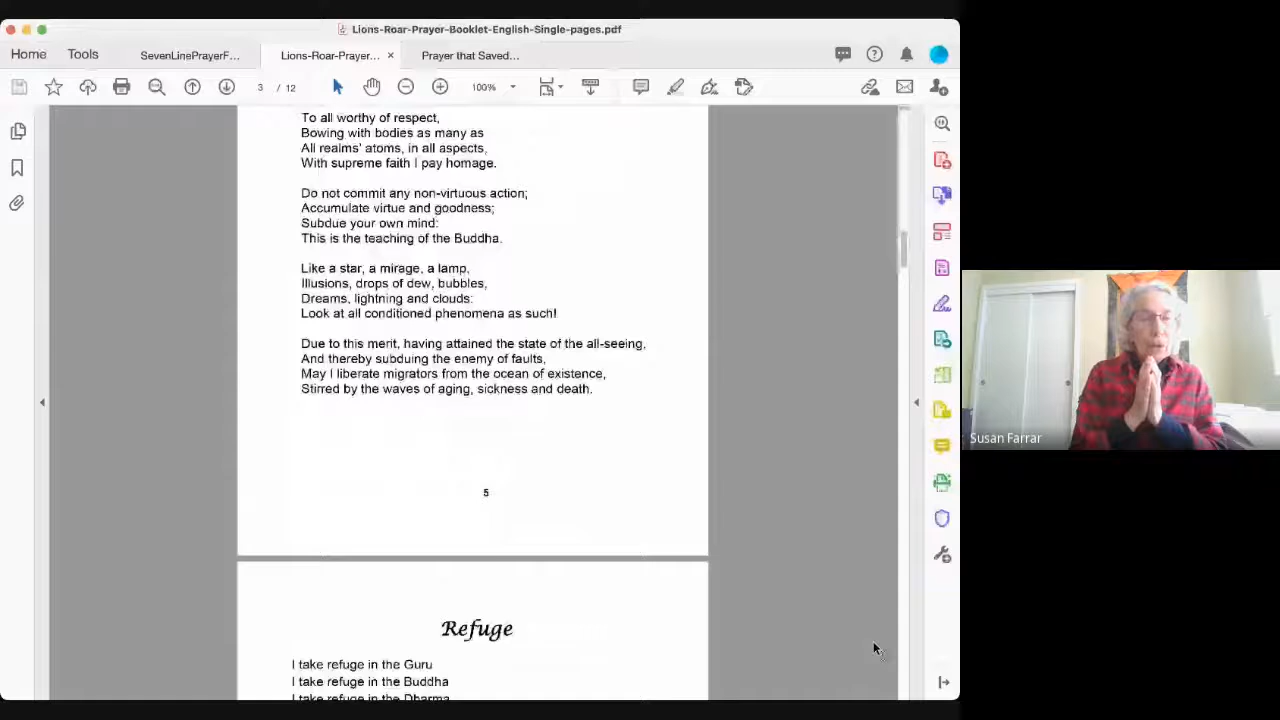 Lions-Roar-Prayer-Booklet-English-Single-pages.pdf
Home Tools SevenLinePrayerF... Lions-Roar-Prayer... × Prayer that Saved...
3 / 12 100%
To all worthy of respect,
Bowing with bodies as many as
All realms' atoms, in all aspects,
With supreme faith I pay homage.
Do not commit any non-virtuous action;
Accumulate virtue and goodness;
Subdue your own mind:
This is the teaching of the Buddha.
Like a star, a mirage, a lamp,
Illusions, drops of dew, bubbles,
Dreams, lightning and clouds:
Look at all conditioned phenomena as such!
Due to this merit, having attained the state of the all-seeing,
And thereby subduing the enemy of faults,
May I liberate migrators from the ocean of existence,
Stirred by the waves of aging, sickness and death.
5
Refuge
I take refuge in the Guru
I take refuge in the Buddha
I take refuge in the Dharma
Susan Farrar